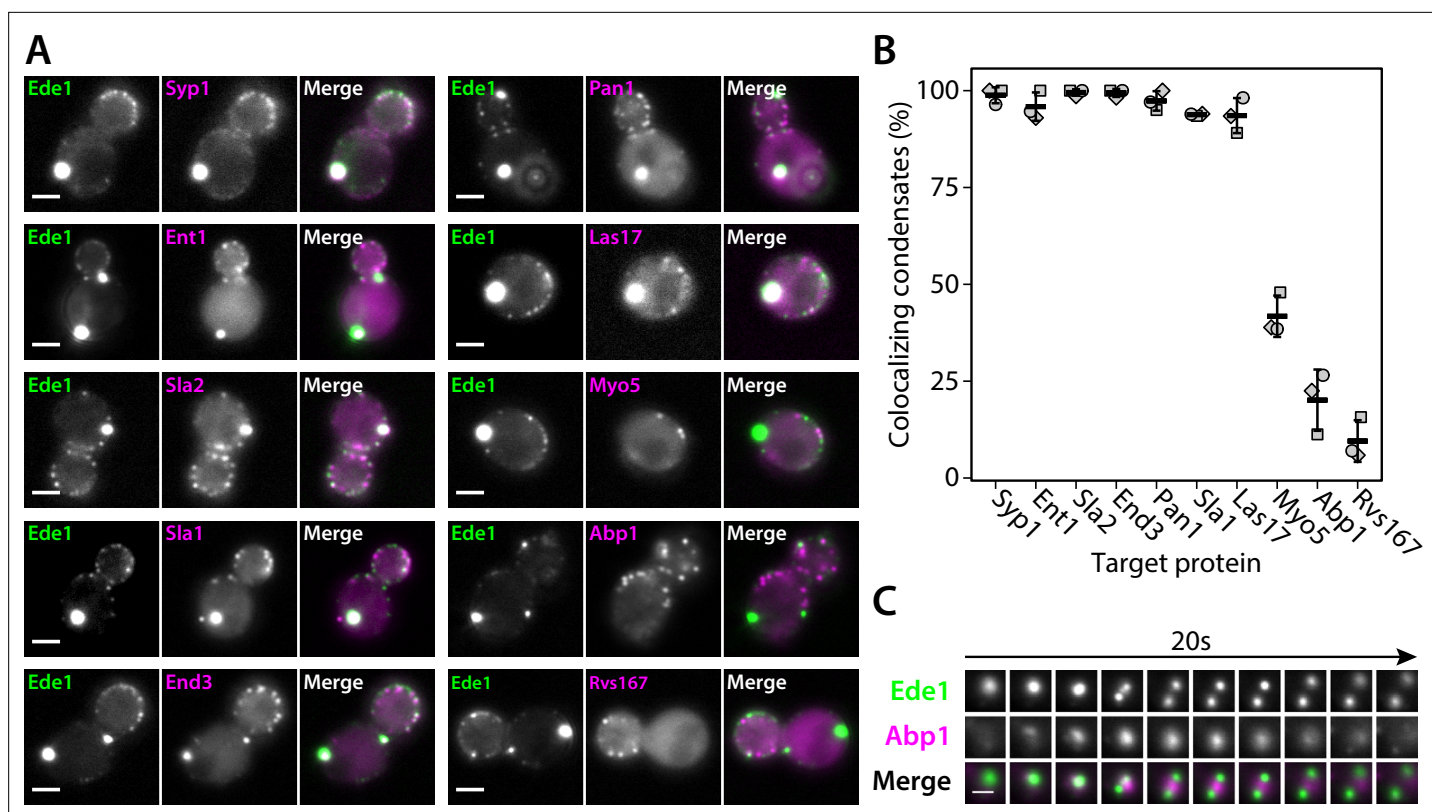 A
Ede1 Syp1 Merge Ede1 Pan1 Merge
Ede1 Ent1 Merge Ede1 Las17 Merge
Ede1 Sla2 Merge Ede1 Myo5 Merge
Ede1 Sla1 Merge Ede1 Abp1 Merge
Ede1 End3 Merge Ede1 Rvs167 Merge
B
Colocalizing condensates (%)
100
75
50
25
0
Syp1 Ent1 Sla2 End3 Pan1 Sla1 Las17 Myo5 Abp1 Rvs167
Target protein
C
20s
Ede1
Abp1
Merge